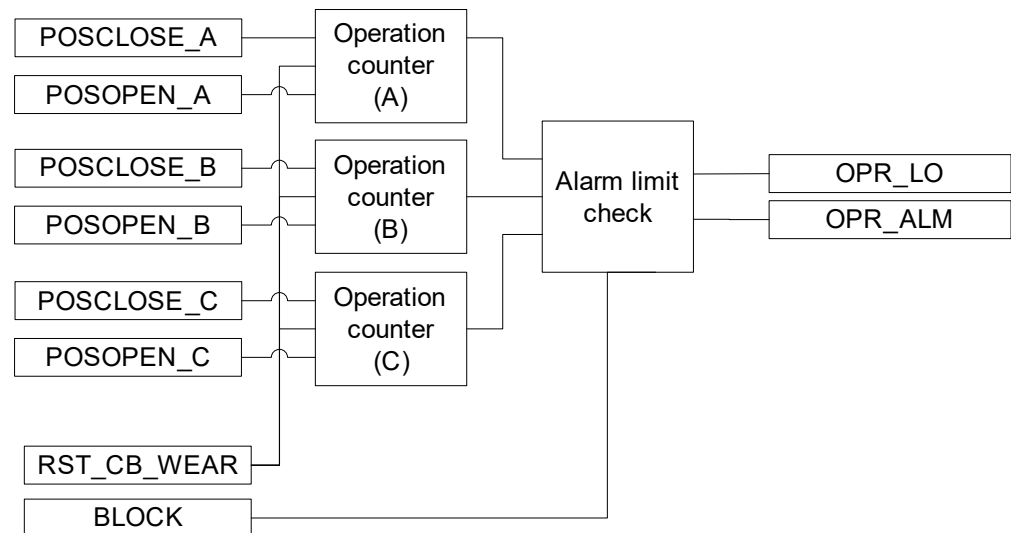 POSCLOSE_A
POSOPEN_A
Operation
counter
(A)
POSCLOSE_B
POSOPEN_B
Operation
counter
(B)
POSCLOSE_C
POSOPEN_C
Operation
counter
(C)
Alarm limit
check
OPR_LO
OPR_ALM
RST_CB_WEAR
BLOCK